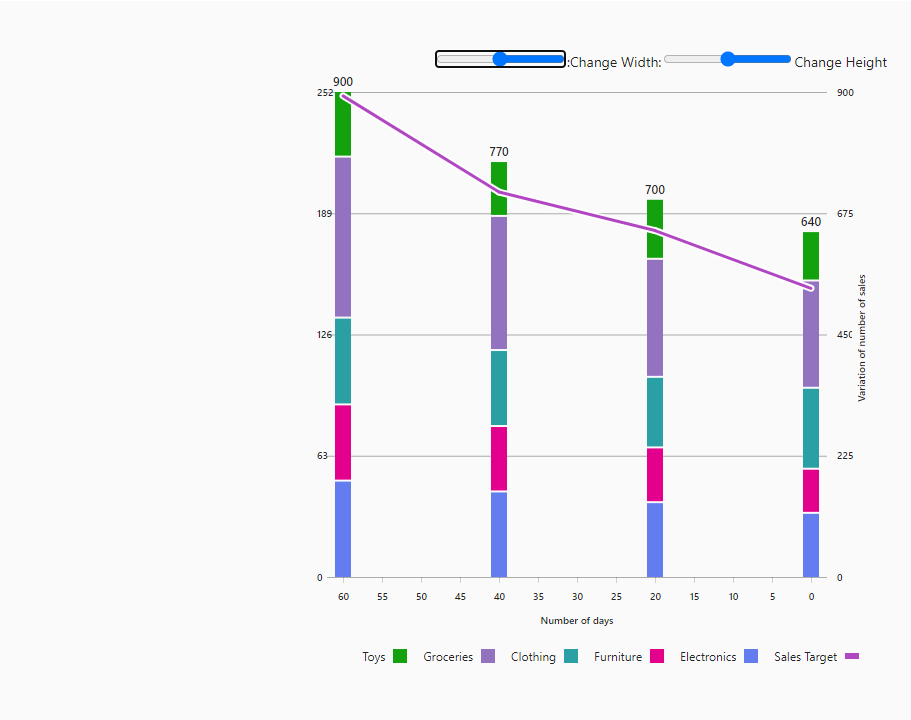 :Change Width: Change Height
900
770
700
640
252
189
126
63
0
900
675
450
225
0
Variation of number of sales
60 55 50 45 40 35 30 25 20 15 10 5 0
Number of days
Toys Groceries Clothing Furniture Electronics Sales Target